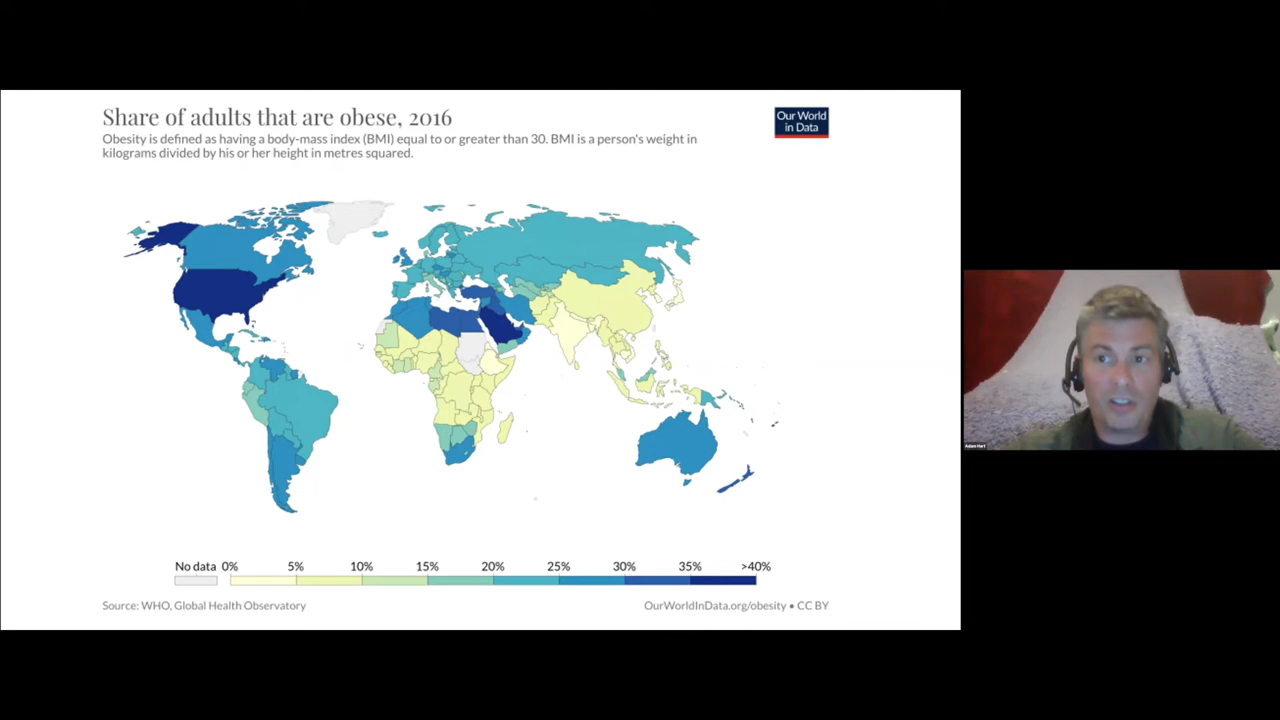 Share of adults that are obese, 2016
Our World
in Data
Obesity is defined as having a body-mass index (BMI) equal to or greater than 30. BMI is a person's weight in
kilograms divided by his or her height in metres squared.
No data 0% 5% 10% 15% 20% 25% 30% 35% >40%
Source: WHO, Global Health Observatory
OurWorldInData.org/obesity • CC BY
Adam Hart